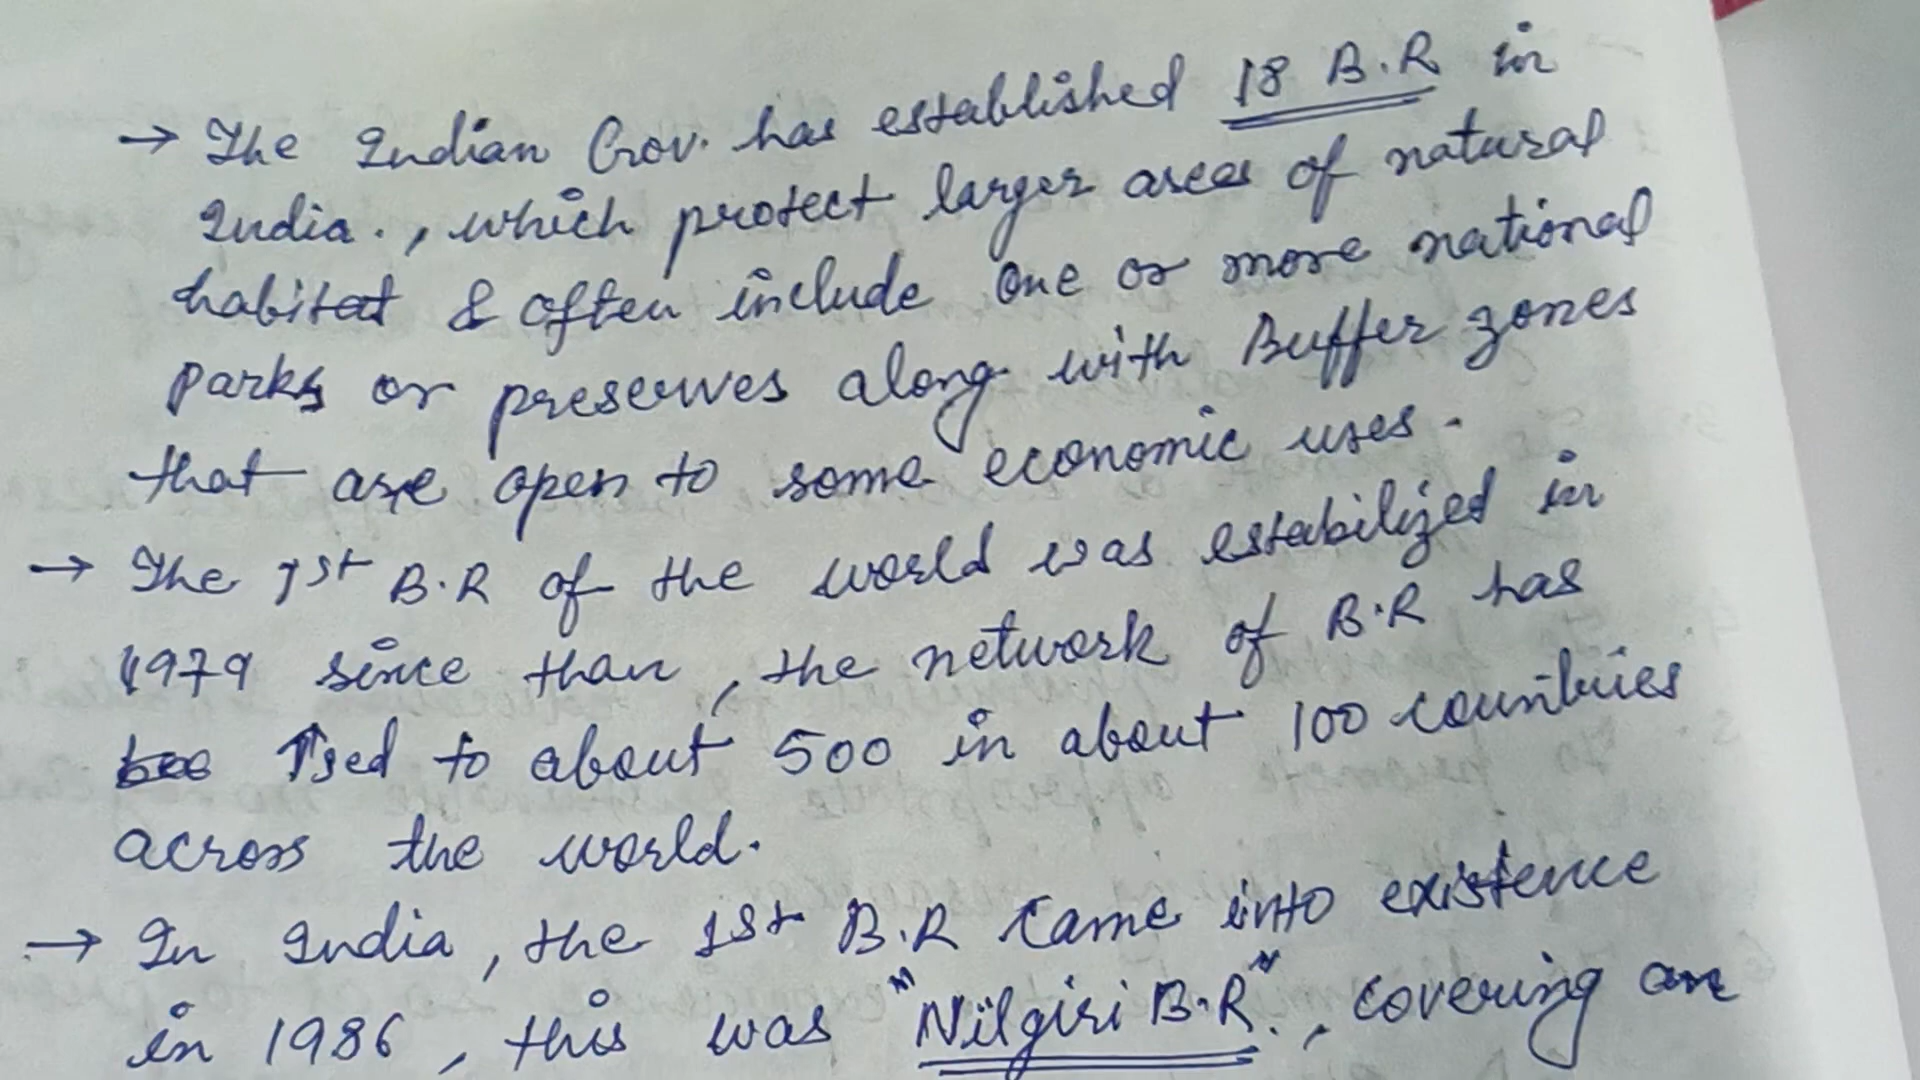 → The Indian Gov. has established 18 B.R in
India., which protect larger areas of natural
habitat & often include one or more national
parks or preserves along with Buffer zones
that are open to some economic uses.
→ The 1st B.R of the world was estabilized in
1979 since than, the network of B.R has
to about 500 in about 100 countries
across the world.
→ In India, the 1st B.R came into existence
in 1986, this was "Nilgiri B.R"., covering an